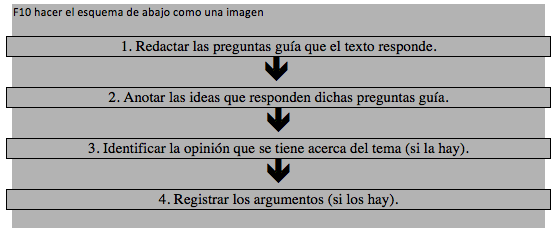 F10 hacer el esquema de abajo como una imagen
1. Redactar las preguntas guía que el texto responde.
2. Anotar las ideas que responden dichas preguntas guía.
3. Identificar la opinión que se tiene acerca del tema (si la hay).
4. Registrar los argumentos (si los hay).